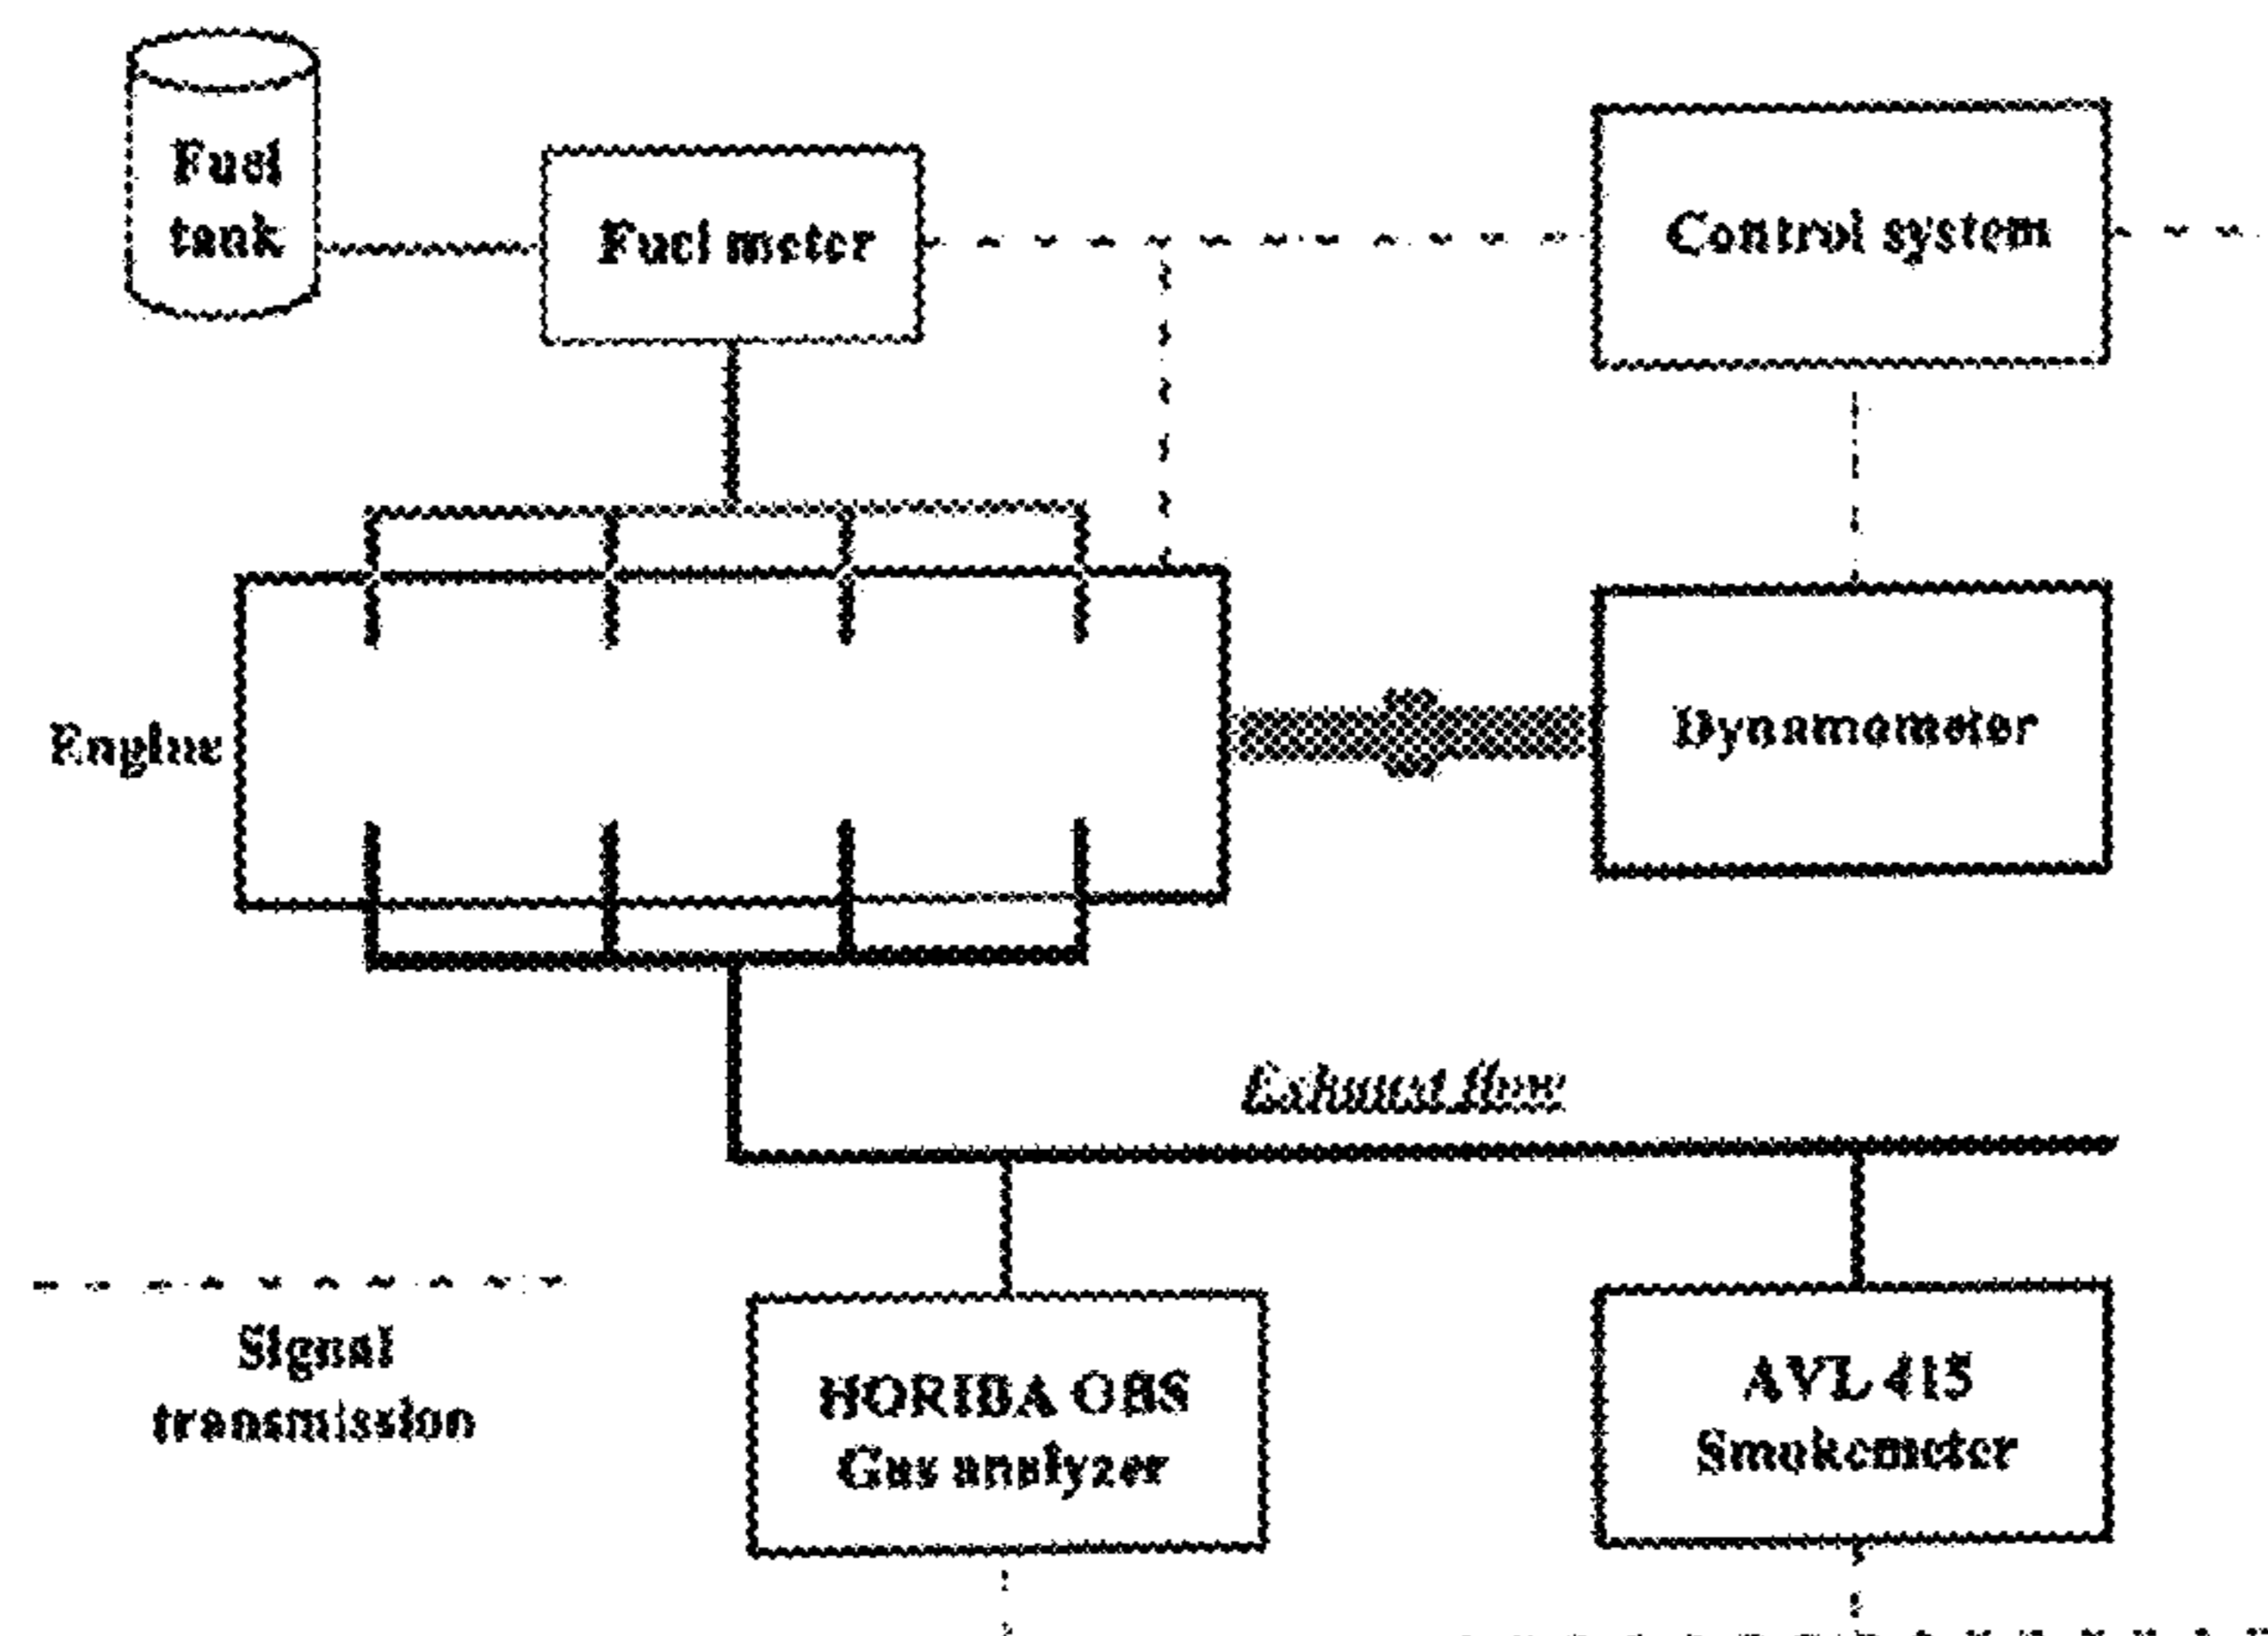 Fuel
tank
Fuel meter
Control system
Engine
Dynamometer
Exhaust flow
Signal
transmission
HORIBA OBS
Gas analyzer
AVL 415
Smokemeter